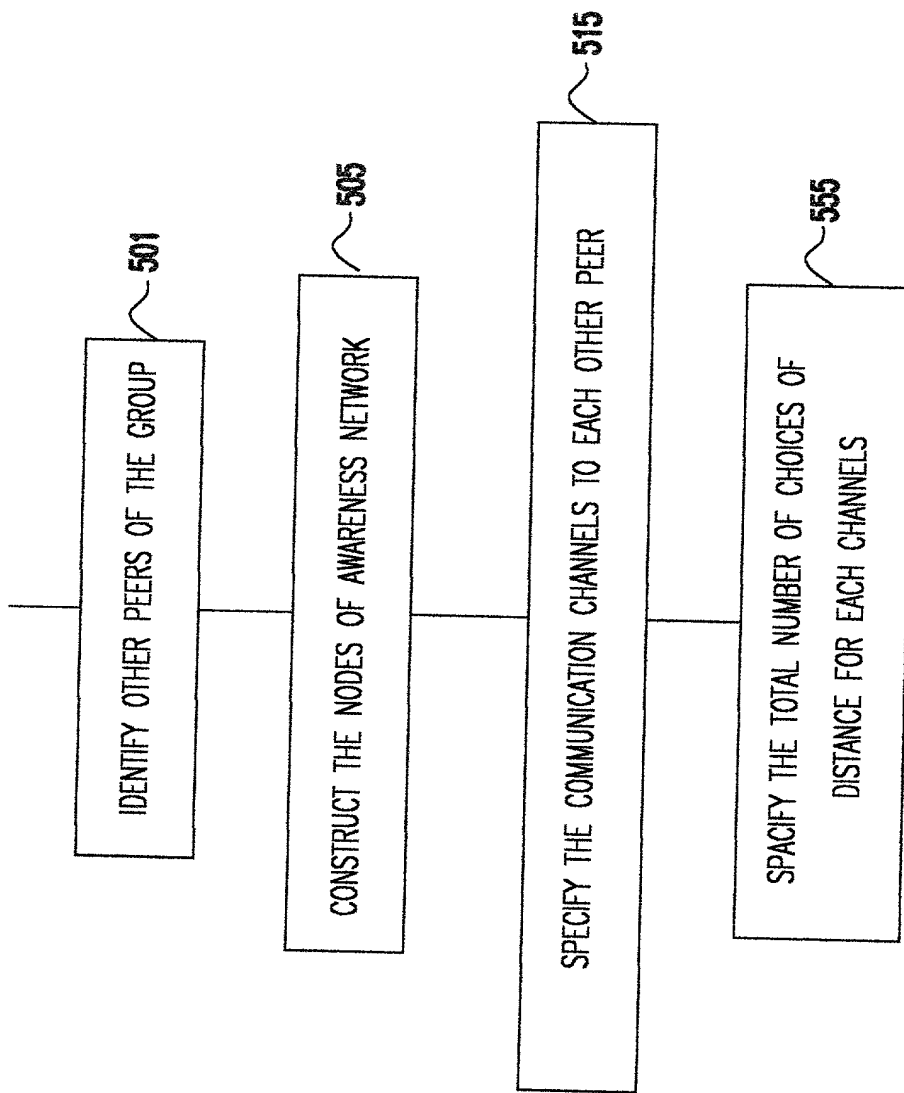 IDENTIFY OTHER PEERS OF THE GROUP
501
CONSTRUCT THE NODES OF AWARENESS NETWORK
505
SPECIFY THE COMMUNICATION CHANNELS TO EACH OTHER PEER
515
SPACIFY THE TOTAL NUMBER OF CHOICES OF
DISTANCE FOR EACH CHANNELS
555